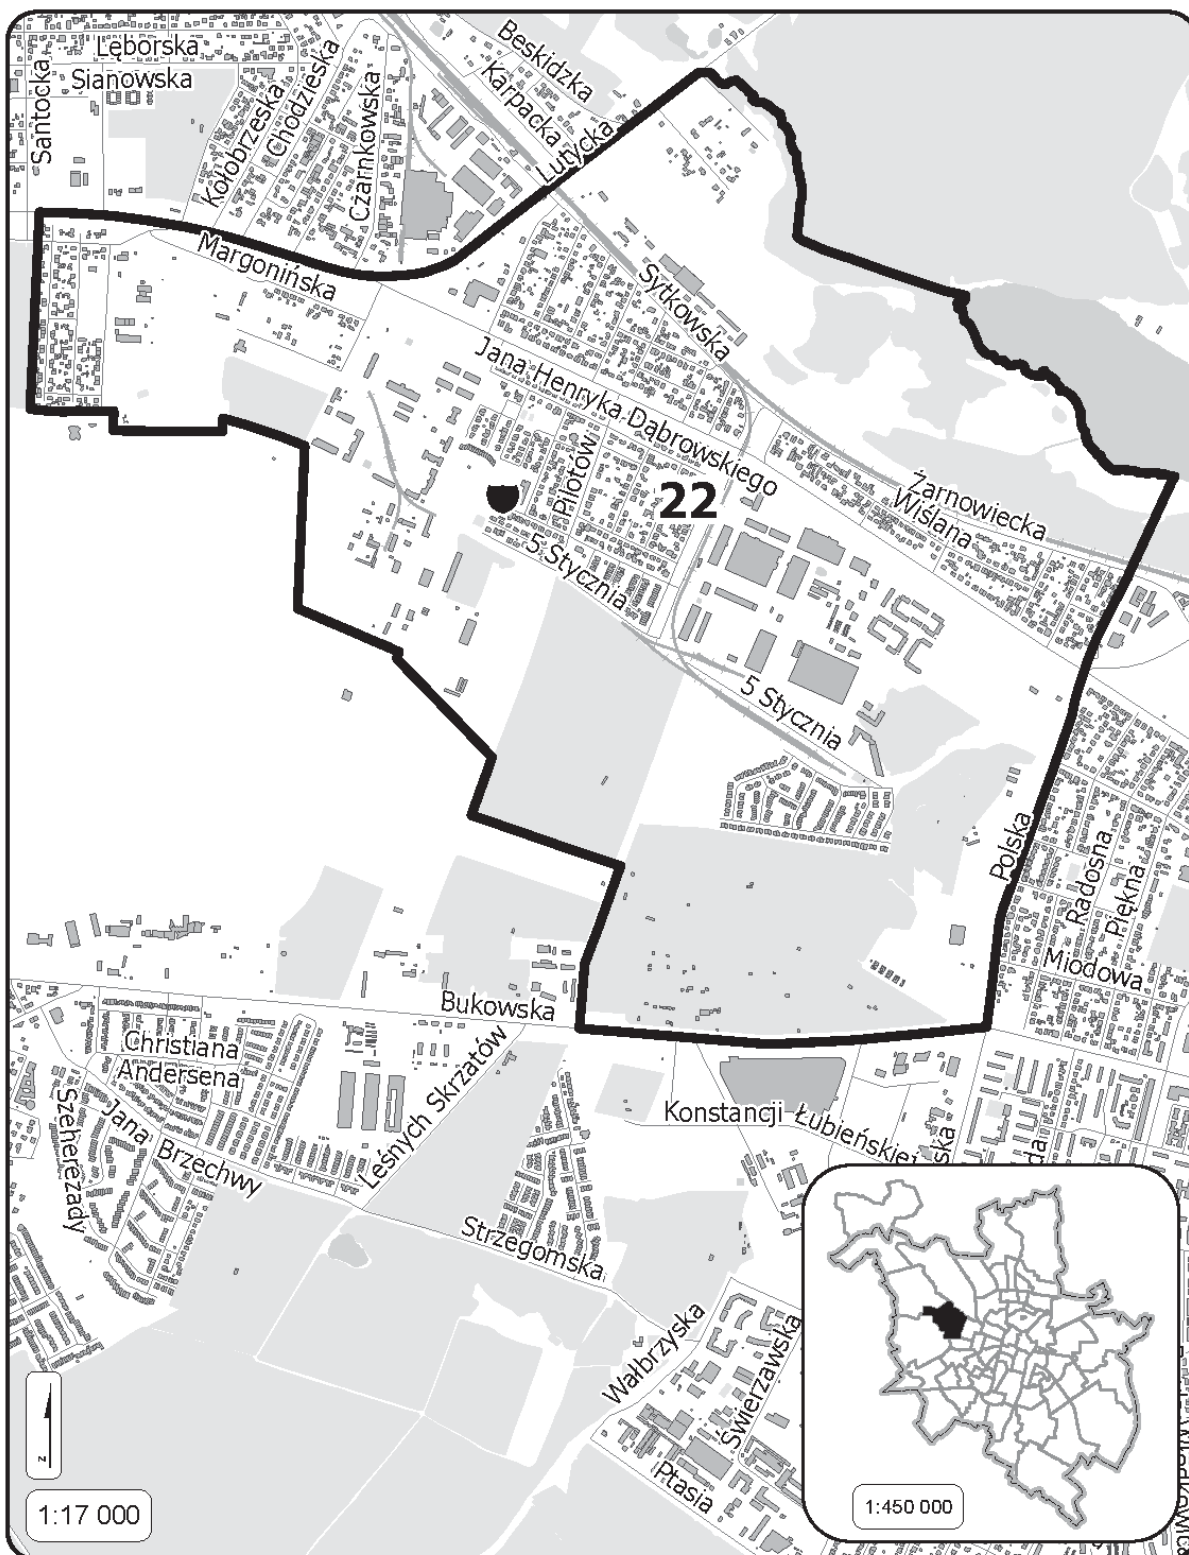 Lęborska
Sianowska
Santocka
Kołobrzeska
Chodzieska
Czarnkowska
Beskidzka
Karpacka
Lutycka
Margonińska
Sytkowska
Jana Henryka Dąbrowskiego
Pilotów
22
5 Stycznia
Żarnowiecka
Wiślana
5 Stycznia
Polska
Radosna
Piękna
Miodowa
Bukowska
Christiana
Andersena
Szeherezady
Jana
Brzechwy
Leśnych Skrzatów
Konstancji Łubieńskiej
ska
da
Strzegomska
Wałbrzyska
Świerzawska
Ptasia
z
1:17 000
1:450 000